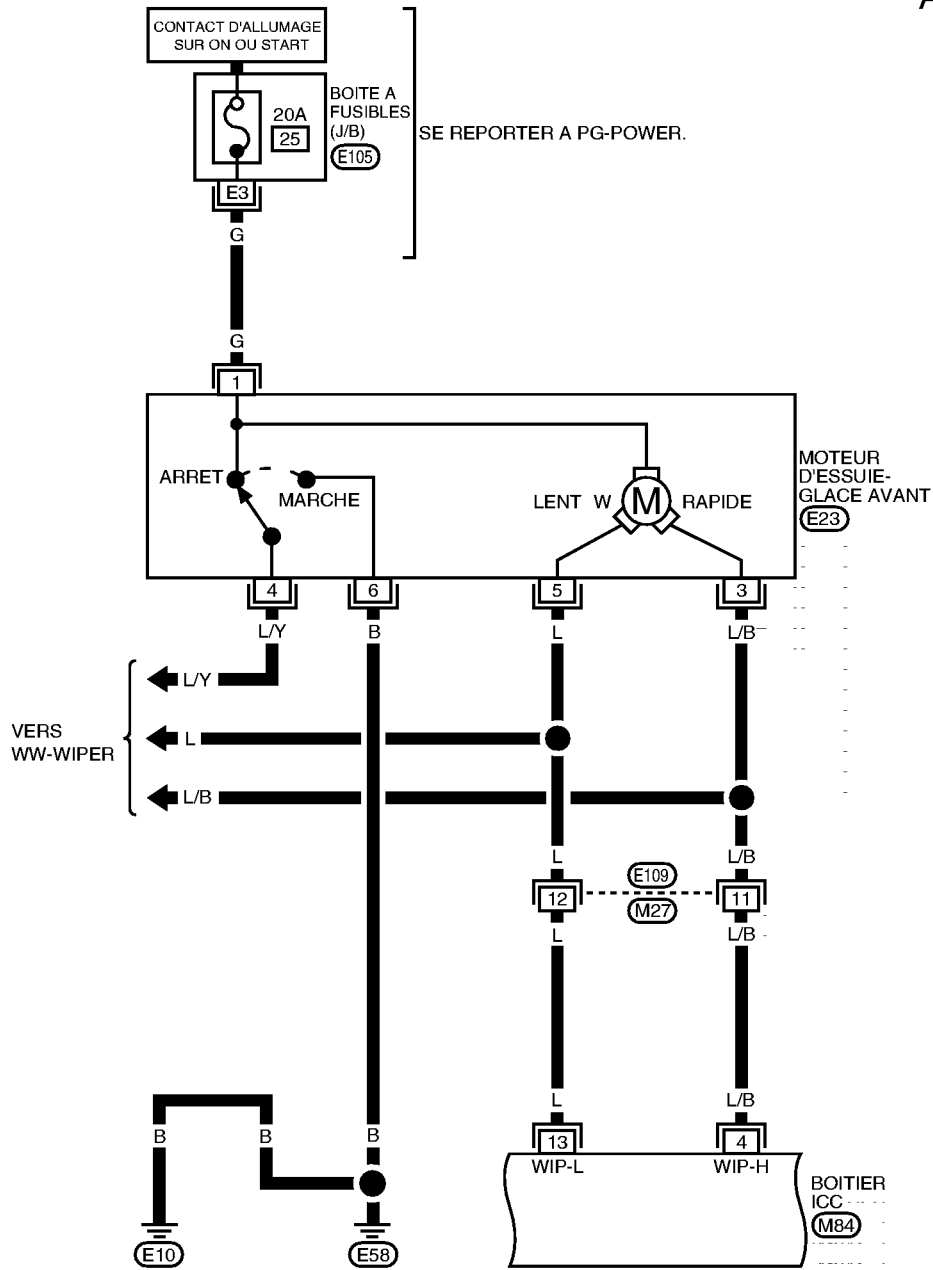 A
CONTACT D'ALLUMAGE
SUR ON OU START
BOITE A
FUSIBLES
(J/B)
E105
20A
25
SE REPORTER A PG-POWER.
E3
G
G
1
ARRET
MARCHE
LENT W
M
RAPIDE
MOTEUR
D'ESSUIE-
GLACE AVANT
E23
4
6
5
3
L/Y
B
L
L/B
L/Y
VERS
WW-WIPER
L
L/B
L
L/B
E109
12
11
M27
L
L/B
L
L/B
B
B
B
13
4
WIP-L
WIP-H
BOITIER
ICC
M84
E10
E58